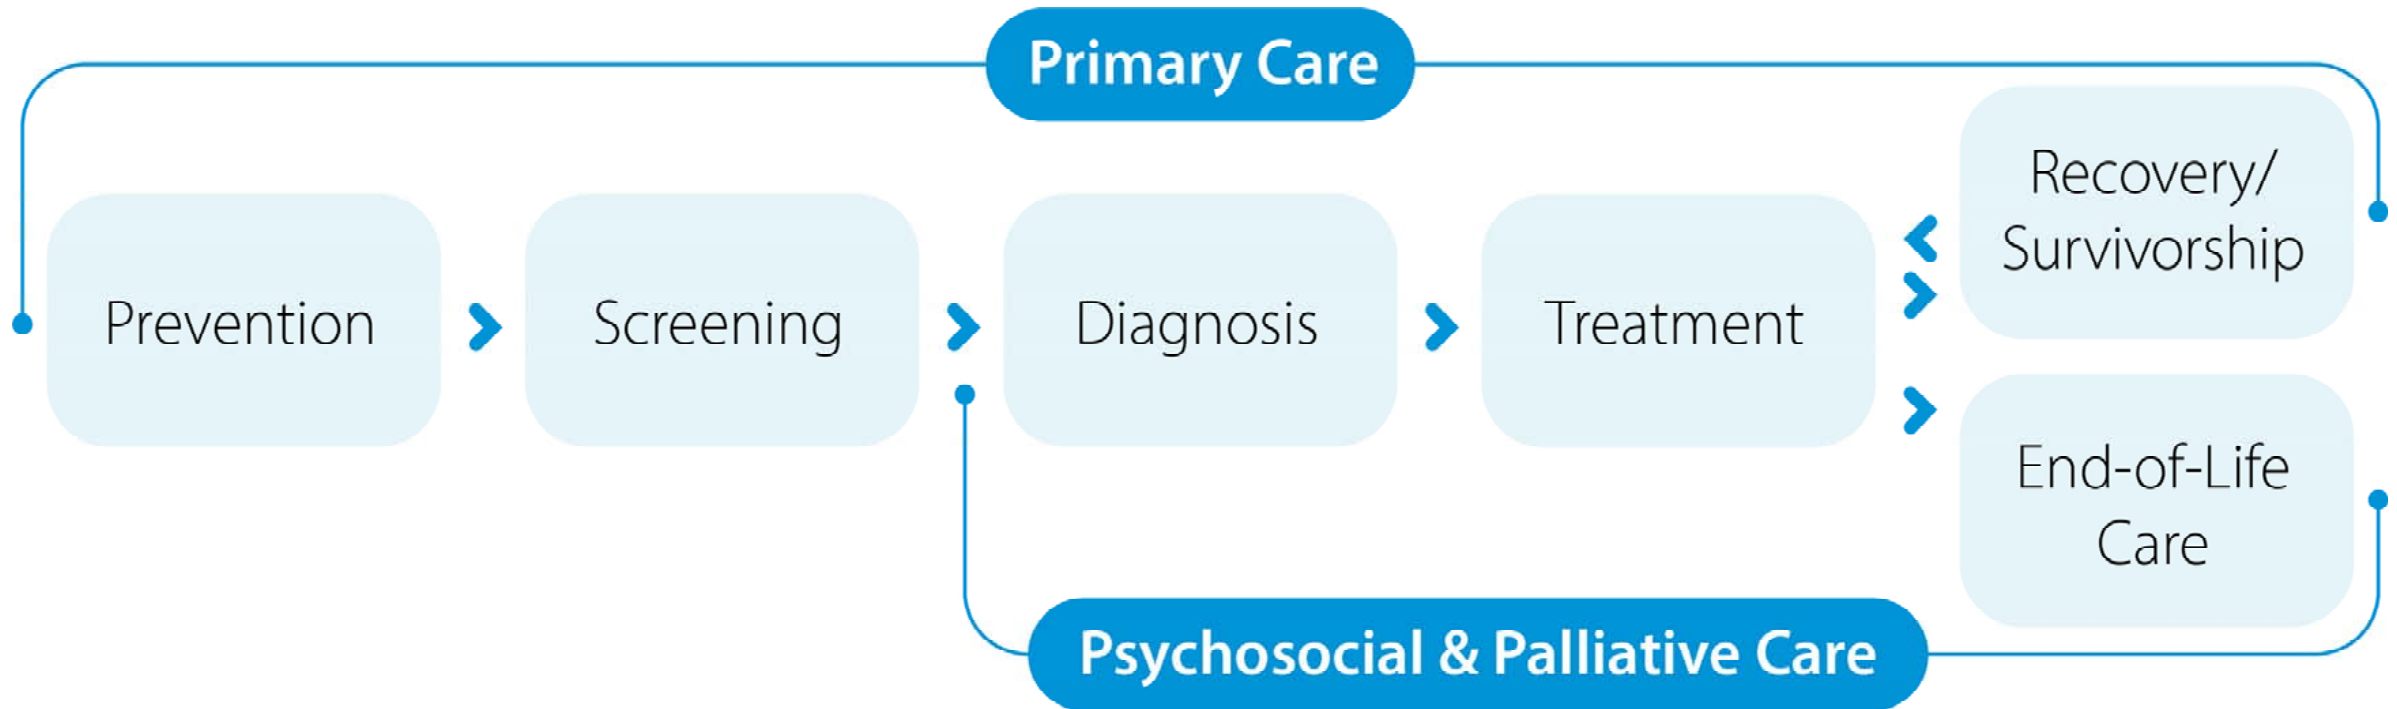 Primary Care
Prevention
Screening
Diagnosis
Treatment
Recovery/
Survivorship
End-of-Life
Care
Psychosocial & Palliative Care